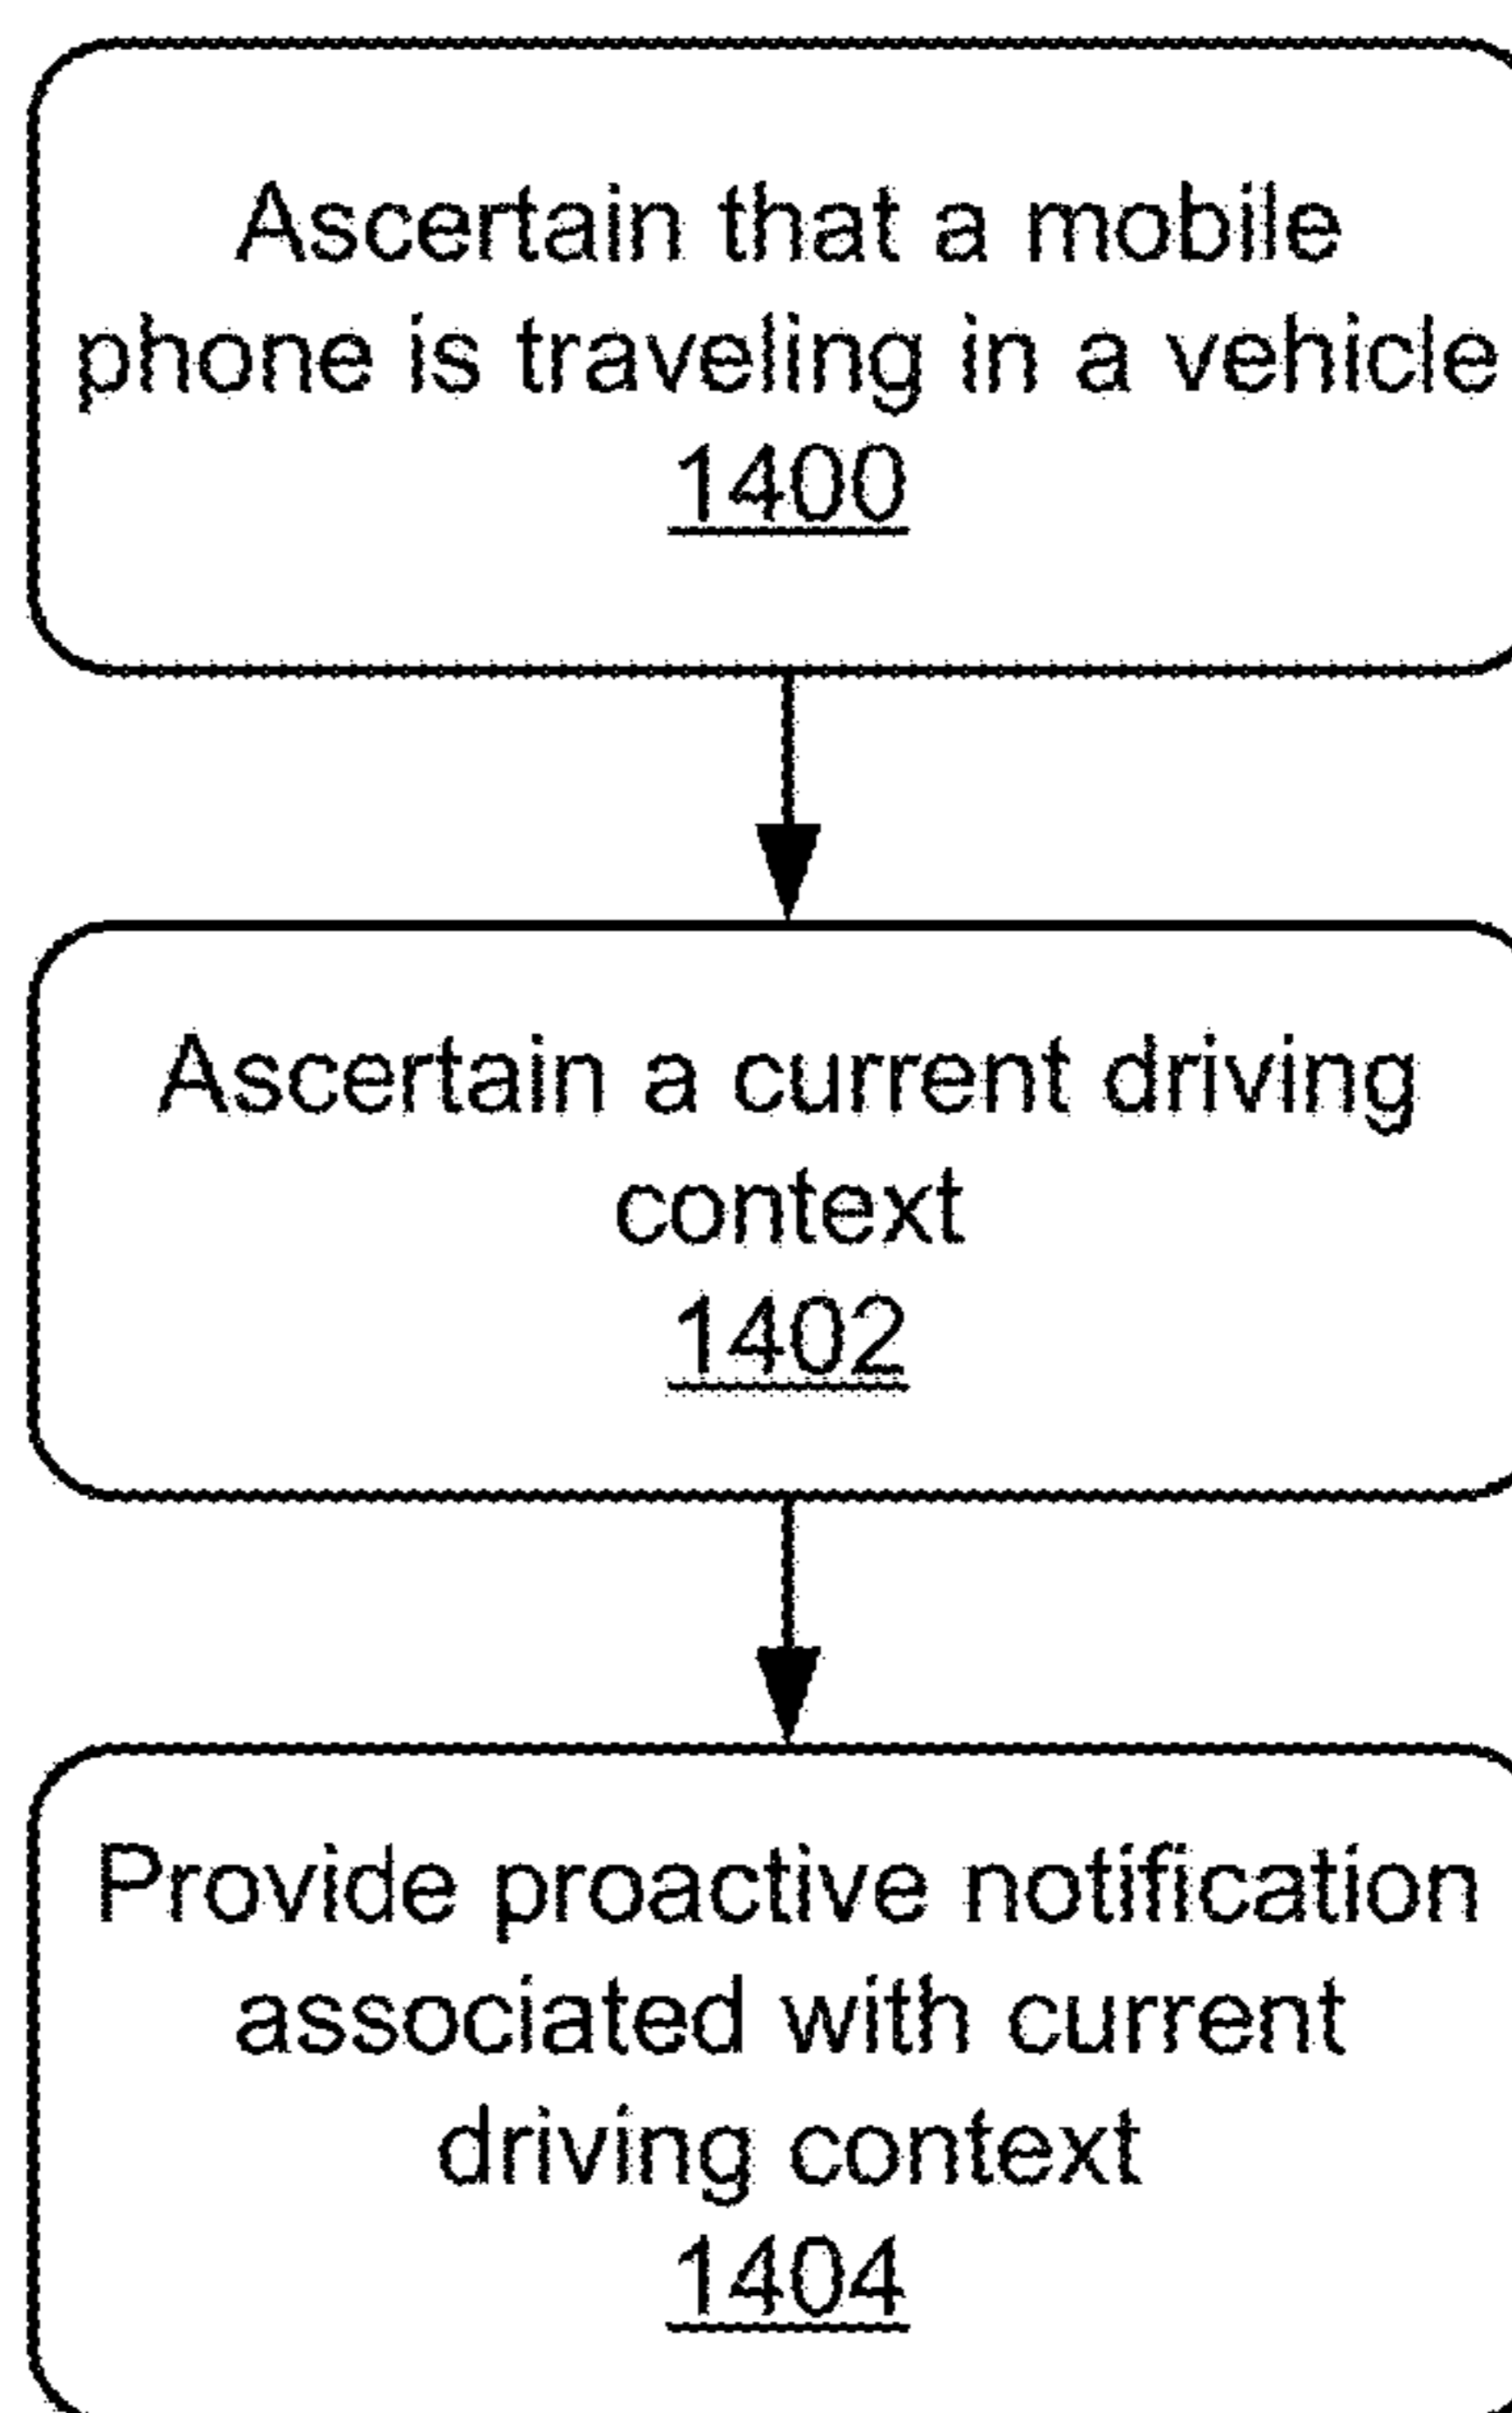 Ascertain that a mobile
phone is traveling in a vehicle
1400
Ascertain a current driving
context
1402
Provide proactive notification
associated with current
driving context
1404